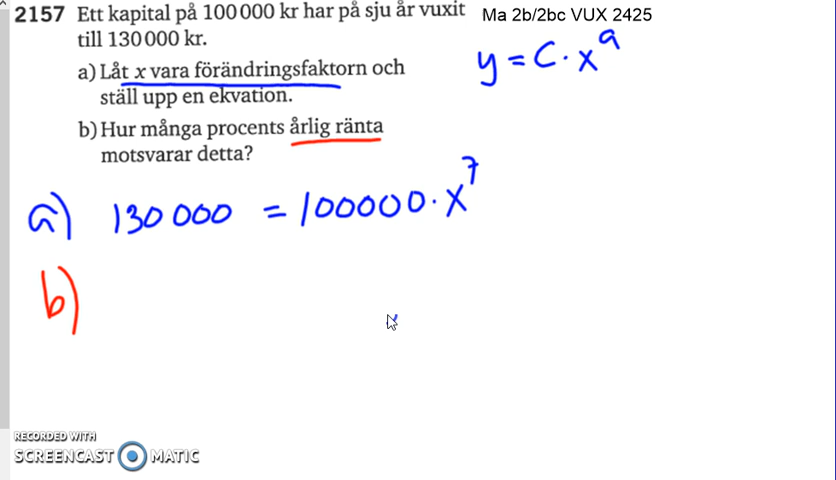 2157 Ett kapital på 100 000 kr har på sju år vuxit
till 130 000 kr.
Ma 2b/2bc VUX 2425
y = C · x^a
a) Låt x vara förändringsfaktorn och
ställ upp en ekvation.
b) Hur många procents årlig ränta
motsvarar detta?
a) 130 000 = 100000 · x^7
b)
RECORDED WITH
SCREENCAST MATIC